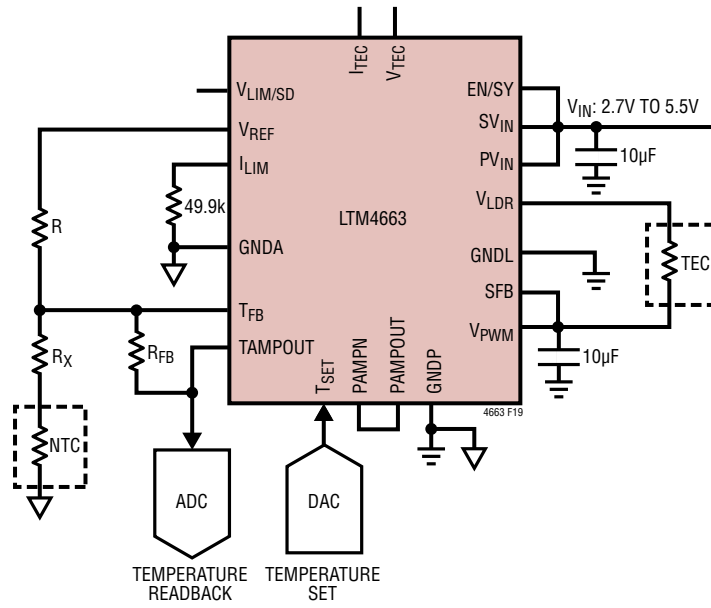 ITEC
VTEC
VLIM/SD
VREF
ILIM
49.9k
GNDA
R
TFB
TAMPOUT
RX
RFB
NTC
LTM4663
EN/SY
SVIN
PVIN
VIN: 2.7V TO 5.5V
10µF
VLDR
GNDL
TEC
SFB
VPWM
10µF
TSET
PAMPN
PAMPOUT
GNDP
4663 F19
ADC
DAC
TEMPERATURE
READBACK
TEMPERATURE
SET